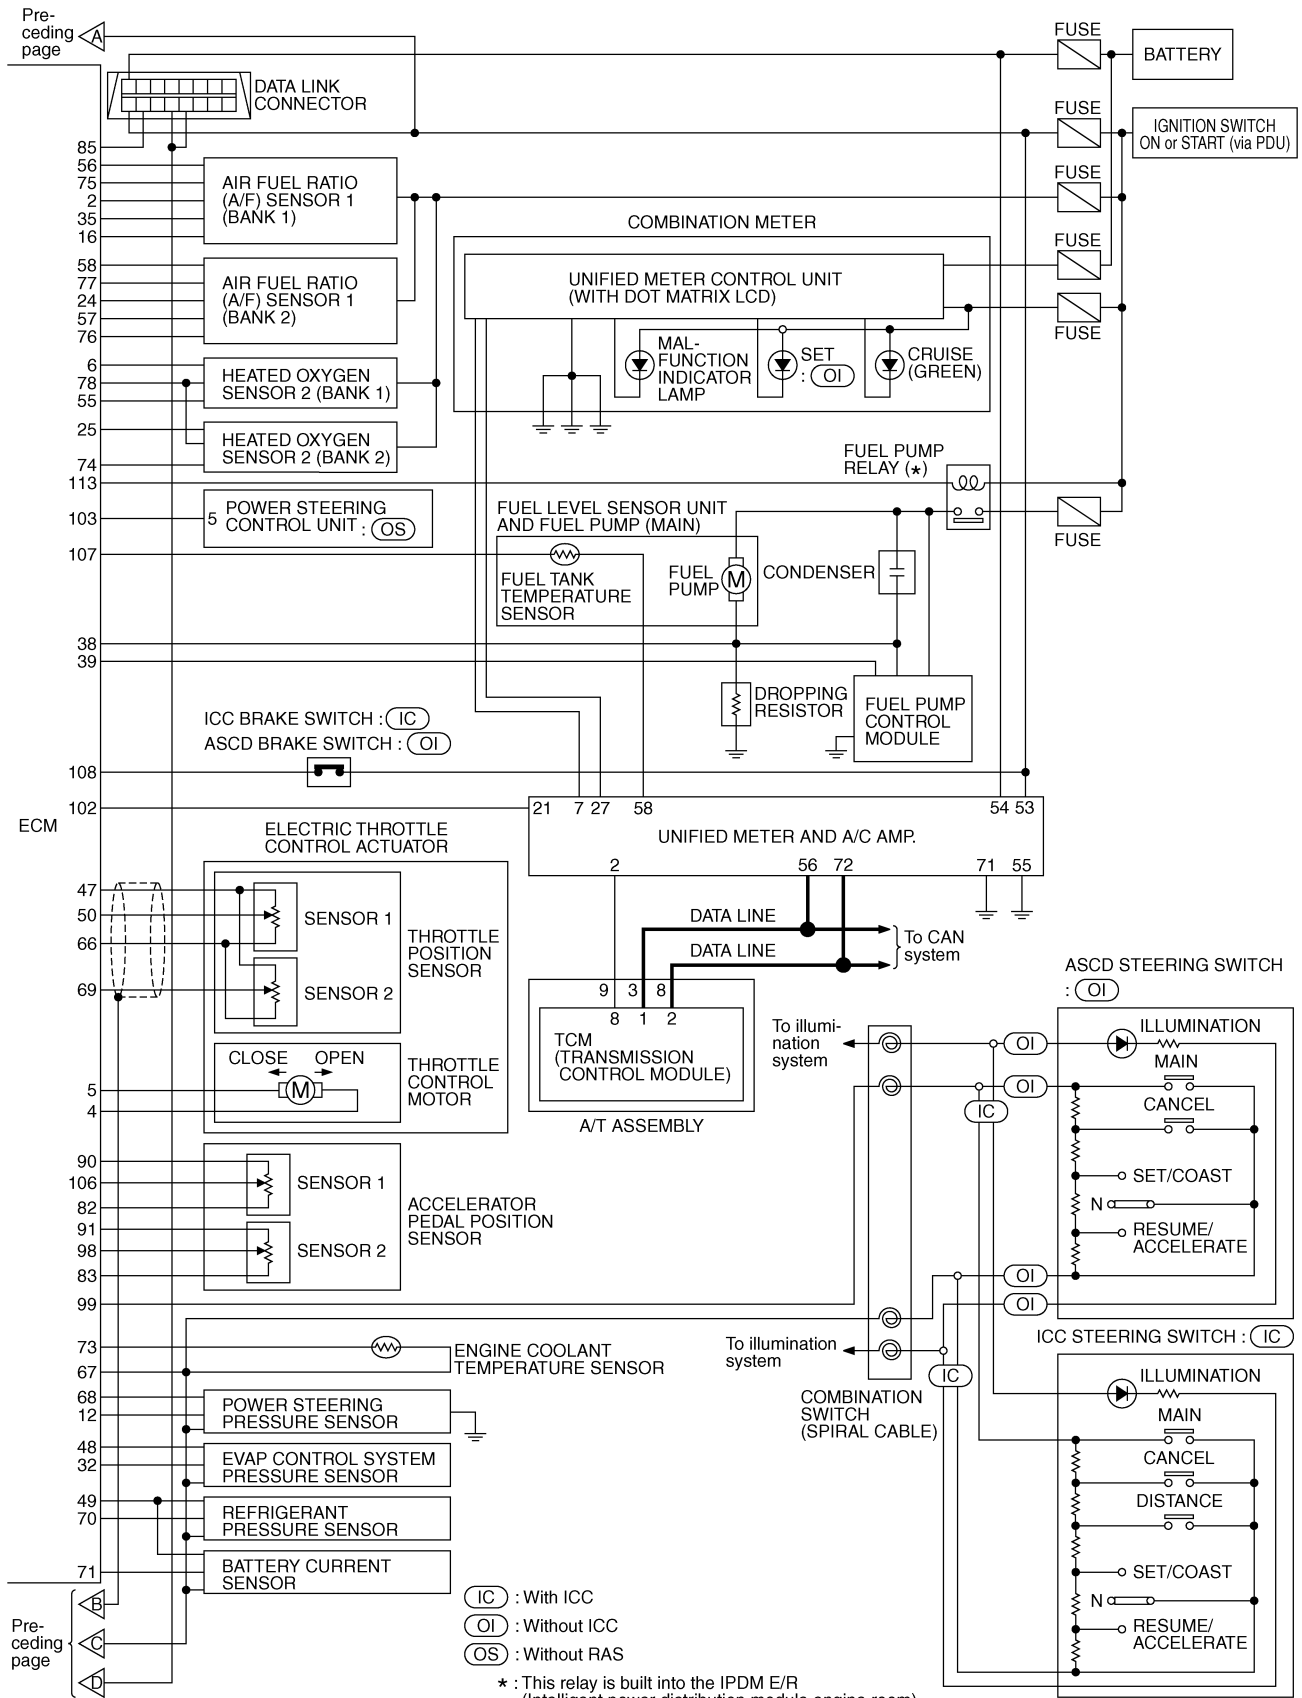 Pre-
ceding
page
A
FUSE
BATTERY
DATA LINK
CONNECTOR
FUSE
IGNITION SWITCH
ON or START (via PDU)
85
56
75
2
35
16
AIR FUEL RATIO
(A/F) SENSOR 1
(BANK 1)
FUSE
58
77
24
57
76
AIR FUEL RATIO
(A/F) SENSOR 1
(BANK 2)
COMBINATION METER
UNIFIED METER CONTROL UNIT
(WITH DOT MATRIX LCD)
FUSE
FUSE
MAL-
FUNCTION
INDICATOR
LAMP
SET
: OI
CRUISE
(GREEN)
6
78
55
HEATED OXYGEN
SENSOR 2 (BANK 1)
25
74
HEATED OXYGEN
SENSOR 2 (BANK 2)
FUEL PUMP
RELAY (*)
113
103
5 POWER STEERING
CONTROL UNIT : OS
FUEL LEVEL SENSOR UNIT
AND FUEL PUMP (MAIN)
FUSE
107
FUEL TANK
TEMPERATURE
SENSOR
FUEL
PUMP
M
CONDENSER
38
39
DROPPING
RESISTOR
FUEL PUMP
CONTROL
MODULE
ICC BRAKE SWITCH : IC
ASCD BRAKE SWITCH : OI
108
102
ECM
21 7 27 58 54 53
UNIFIED METER AND A/C AMP.
2 56 72 71 55
ELECTRIC THROTTLE
CONTROL ACTUATOR
47
50
66
69
SENSOR 1
SENSOR 2
THROTTLE
POSITION
SENSOR
DATA LINE
DATA LINE
To CAN
system
9 3 8
8 1 2
TCM
(TRANSMISSION
CONTROL MODULE)
A/T ASSEMBLY
CLOSE OPEN
M
THROTTLE
CONTROL
MOTOR
5
4
To illumi-
nation
system
ASCD STEERING SWITCH
: OI
OI
ILLUMINATION
MAIN
OI
IC
CANCEL
SET/COAST
N
RESUME/
ACCELERATE
OI
OI
90
106
82
91
98
83
99
SENSOR 1
SENSOR 2
ACCELERATOR
PEDAL POSITION
SENSOR
73
67
ENGINE COOLANT
TEMPERATURE SENSOR
To illumination
system
IC
COMBINATION
SWITCH
(SPIRAL CABLE)
ICC STEERING SWITCH : IC
ILLUMINATION
MAIN
CANCEL
DISTANCE
SET/COAST
N
RESUME/
ACCELERATE
68
12
POWER STEERING
PRESSURE SENSOR
48
32
EVAP CONTROL SYSTEM
PRESSURE SENSOR
49
70
REFRIGERANT
PRESSURE SENSOR
71
BATTERY CURRENT
SENSOR
Pre-
ceding
page
B
C
D
IC : With ICC
OI : Without ICC
OS : Without RAS
* : This relay is built into the IPDM E/R
(Intelligent power distribution module engine room)